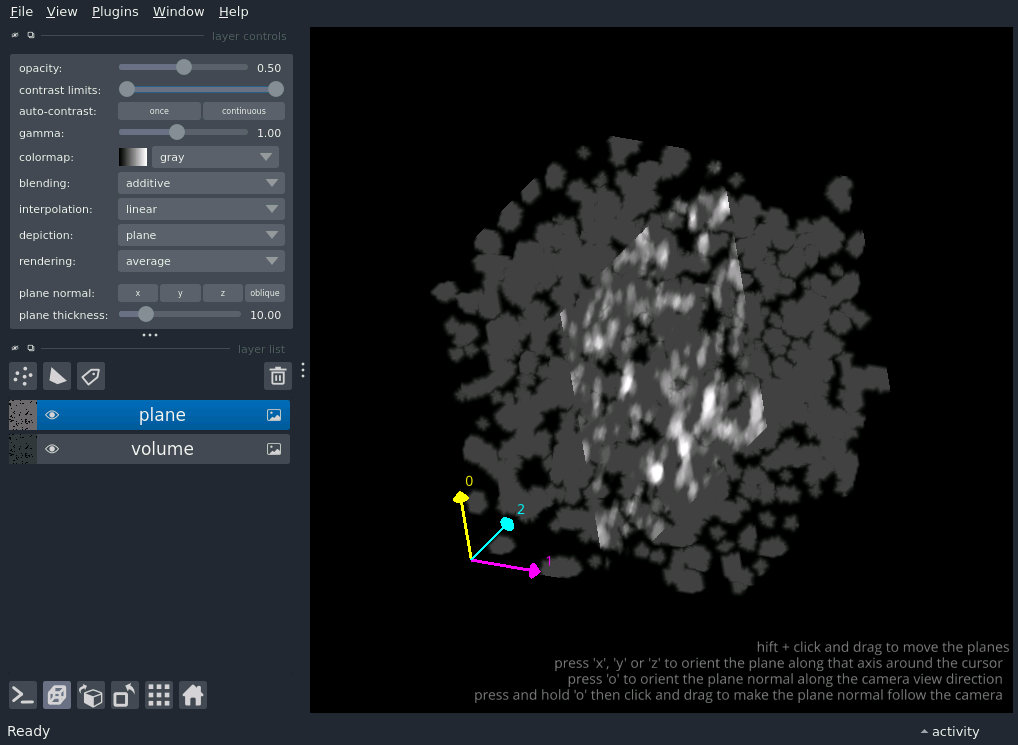 File View Plugins Window Help
layer controls
opacity: 0.50
contrast limits:
auto-contrast: once continuous
gamma: 1.00
colormap: gray
blending: additive
interpolation: linear
depiction: plane
rendering: average
plane normal: x y z oblique
plane thickness: 10.00
layer list
plane
volume
0
2
1
hift + click and drag to move the planes
press 'x', 'y' or 'z' to orient the plane along that axis around the cursor
press 'o' to orient the plane normal along the camera view direction
press and hold 'o' then click and drag to make the plane normal follow the camera
Ready
activity